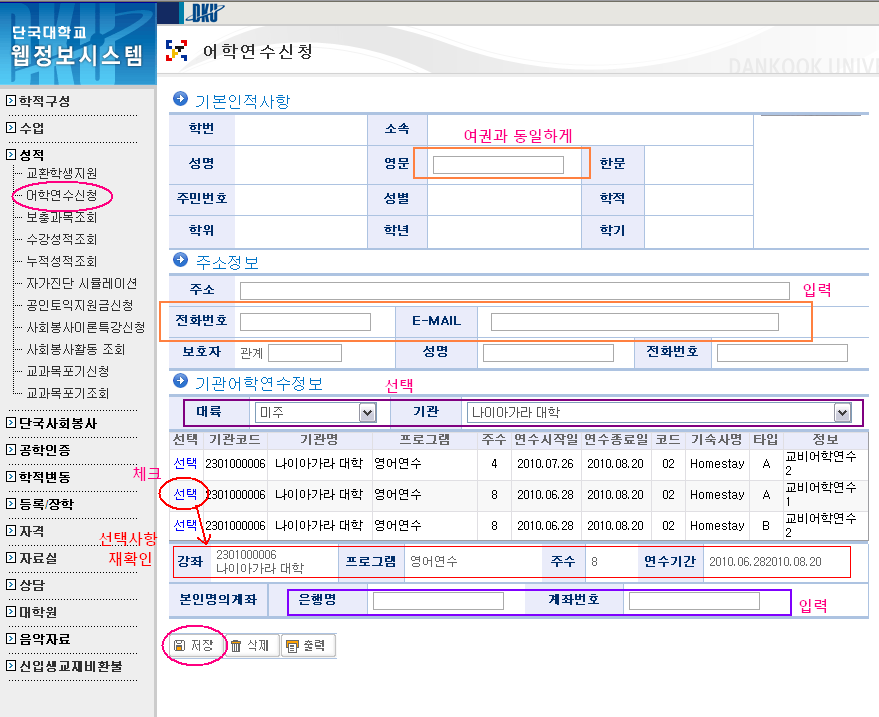 DKU
단국대학교
웹정보시스템
어학연수신청
DANKOOK UNIV
학적구성
수업
성적
교환학생지원
어학연수신청
보충과목조회
수강성적조회
누적성적조회
자가진단 시뮬레이션
공인토익지원금신청
사회봉사이론특강신청
사회봉사활동 조회
교과목포기신청
교과목포기조회
단국사회봉사
공학인증
학적변동
등록/장학
자격
자료실
상담
대학원
음악자료
신입생교재비환불
기본인적사항
학번 소속 여권과 동일하게
성명 영문 한문
주민번호 성별 학적
학위 학년 학기
주소정보
주소 입력
전화번호 E-MAIL
보호자 관계 성명 전화번호
기관어학연수정보 선택
대륙 미주 기관 나이아가라 대학
선택 기관코드 기관명 프로그램 주수 연수시작일 연수종료일 코드 기숙사명 타입 정보
선택 2301000006 나이아가라 대학 영어연수 4 2010.07.26 2010.08.20 02 Homestay A 교비어학연수 2
체크
선택 2301000006 나이아가라 대학 영어연수 8 2010.06.28 2010.08.20 02 Homestay A 교비어학연수 1
선택 2301000006 나이아가라 대학 영어연수 8 2010.06.28 2010.08.20 02 Homestay B 교비어학연수 2
선택사항
재확인
강좌 2301000006 나이아가라 대학 프로그램 영어연수 주수 8 연수기간 2010.06.282010.08.20
본인명의계좌 은행명 계좌번호 입력
저장 삭제 출력